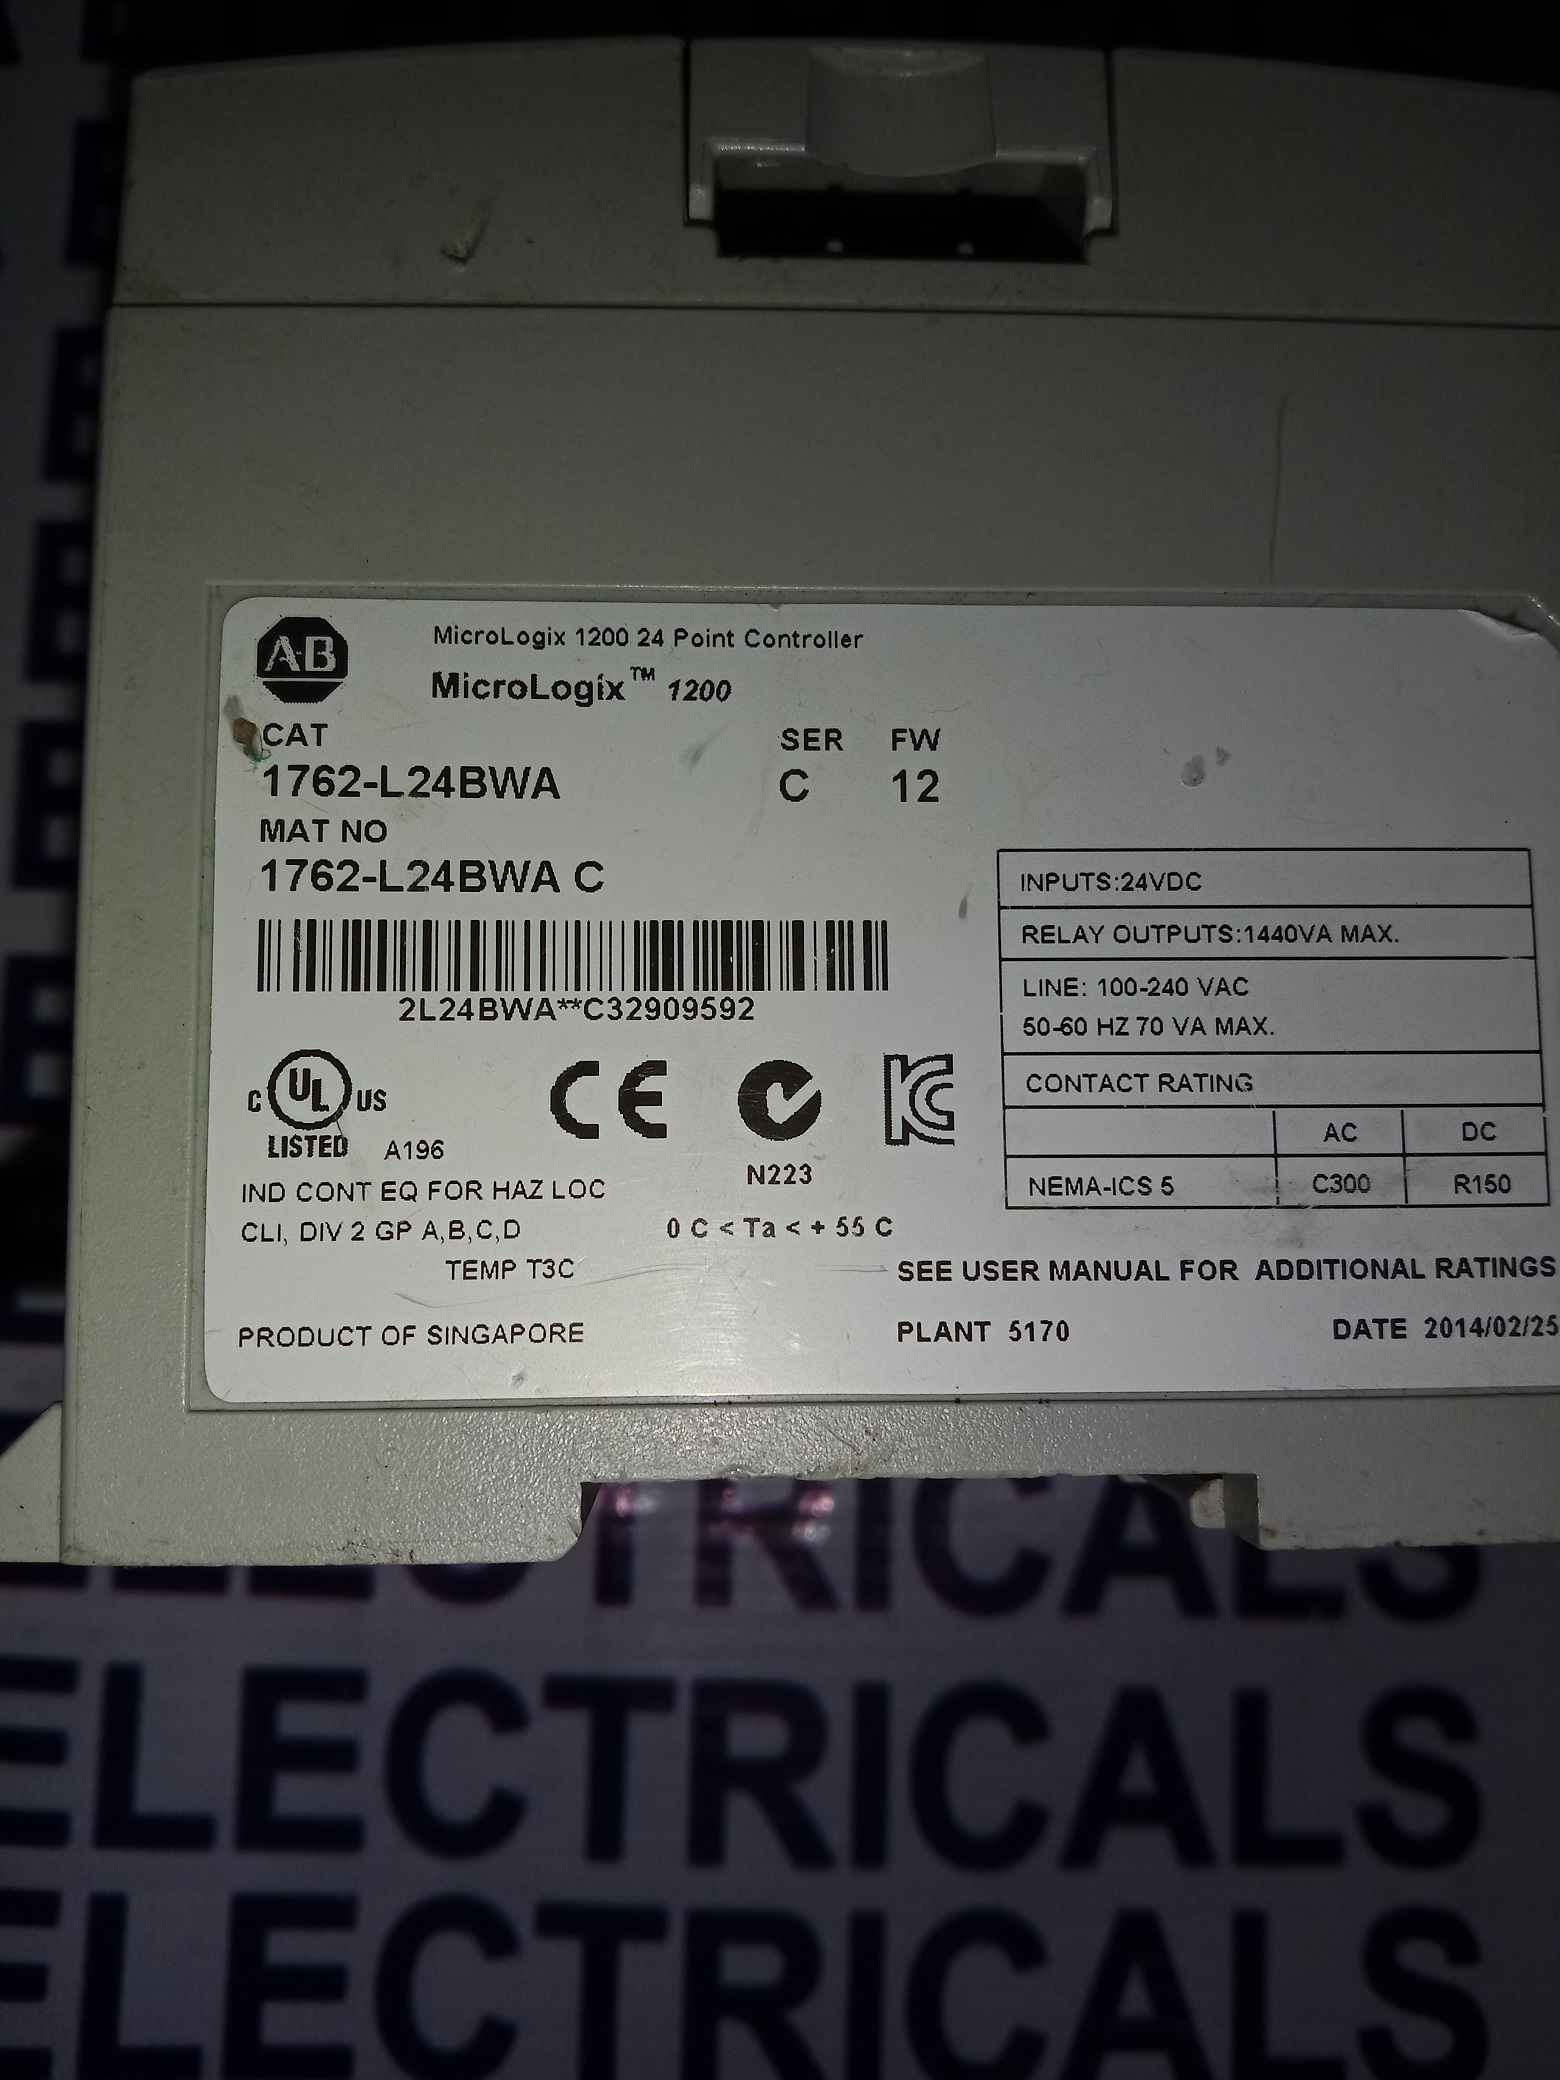 AB
MicroLogix 1200 24 Point Controller
MicroLogix™ 1200
CAT SER FW
1762-L24BWA C 12
MAT NO
1762-L24BWA C
2L24BWA**C32909592
INPUTS:24VDC
RELAY OUTPUTS:1440VA MAX.
LINE: 100-240 VAC
50-60 HZ 70 VA MAX.
CONTACT RATING
AC DC
NEMA-ICS 5 C300 R150
C UL US
LISTED A196
CE
N223
KC
IND CONT EQ FOR HAZ LOC
CLI, DIV 2 GP A,B,C,D 0 C < Ta < + 55 C
TEMP T3C
SEE USER MANUAL FOR ADDITIONAL RATINGS
PRODUCT OF SINGAPORE PLANT 5170 DATE 2014/02/25
ELECTRICALS
ELECTRICALS
ELECTRICALS